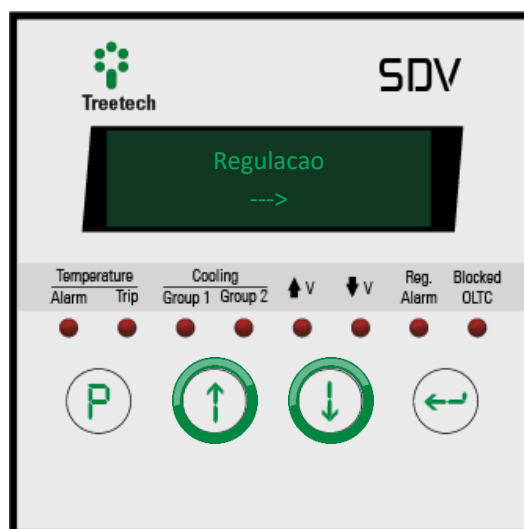 Treetech
SDV
Regulacao
--->
Temperature
Cooling
Alarm Trip
Group 1 Group 2
V
V
Reg.
Alarm
Blocked
OLTC
P